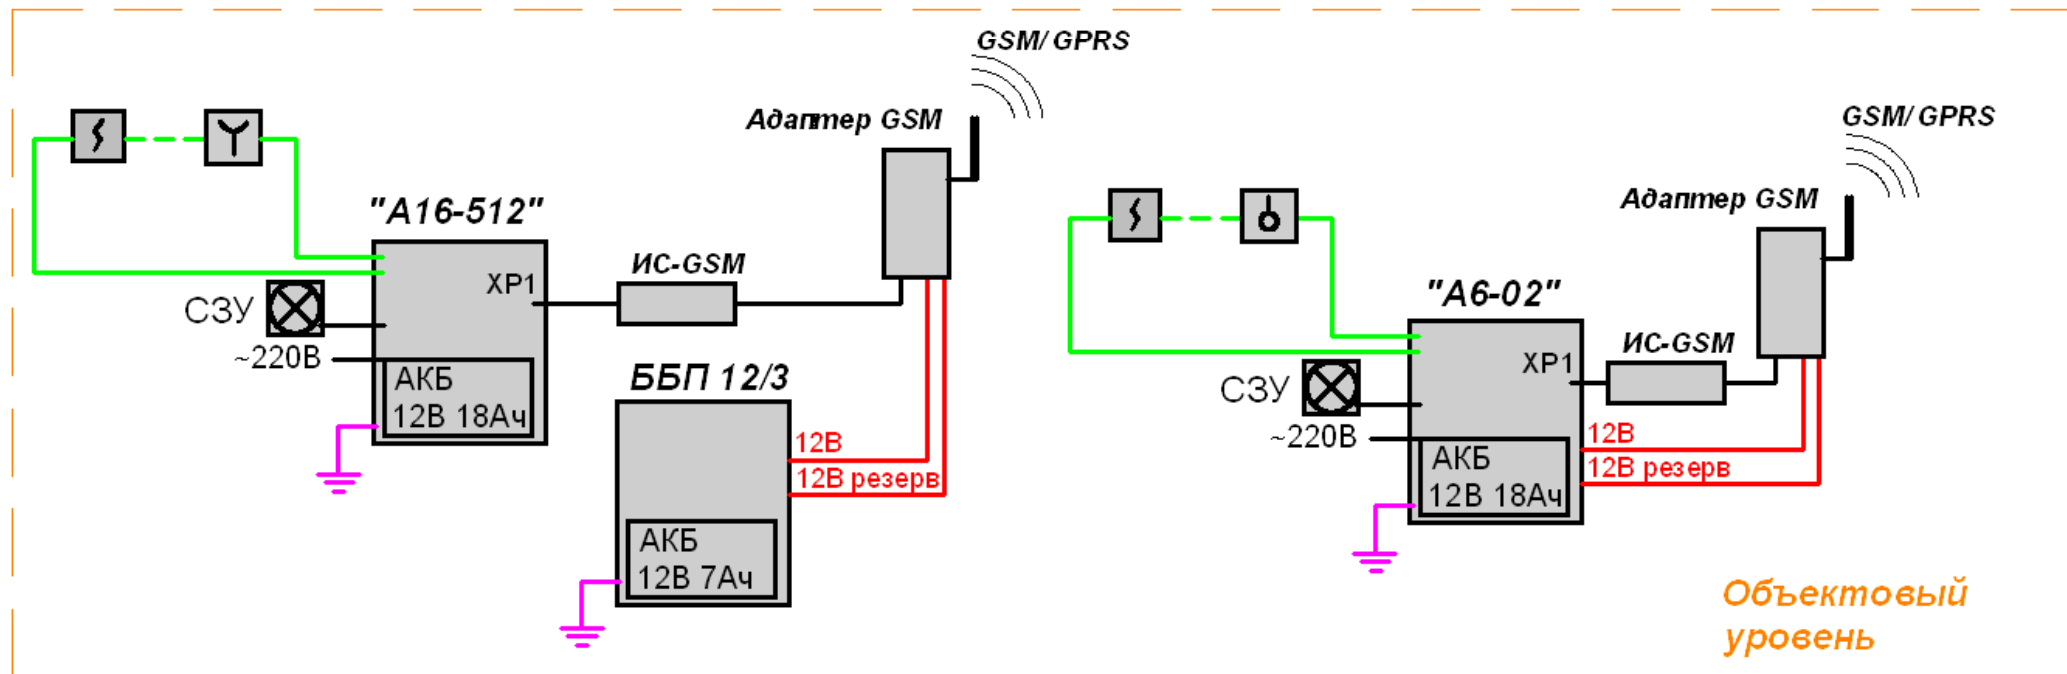 GSM/GPRS
Адаптер GSM
"А16-512"
ХР1
ИС-GSM
СЗУ
~220В
АКБ
12В 18Ач
ББП 12/3
12В
12В резерв
АКБ
12В 7Ач
GSM/GPRS
Адаптер GSM
"А6-02"
ХР1
ИС-GSM
СЗУ
~220В
АКБ
12В 18Ач
12В
12В резерв
Объектовый
уровень